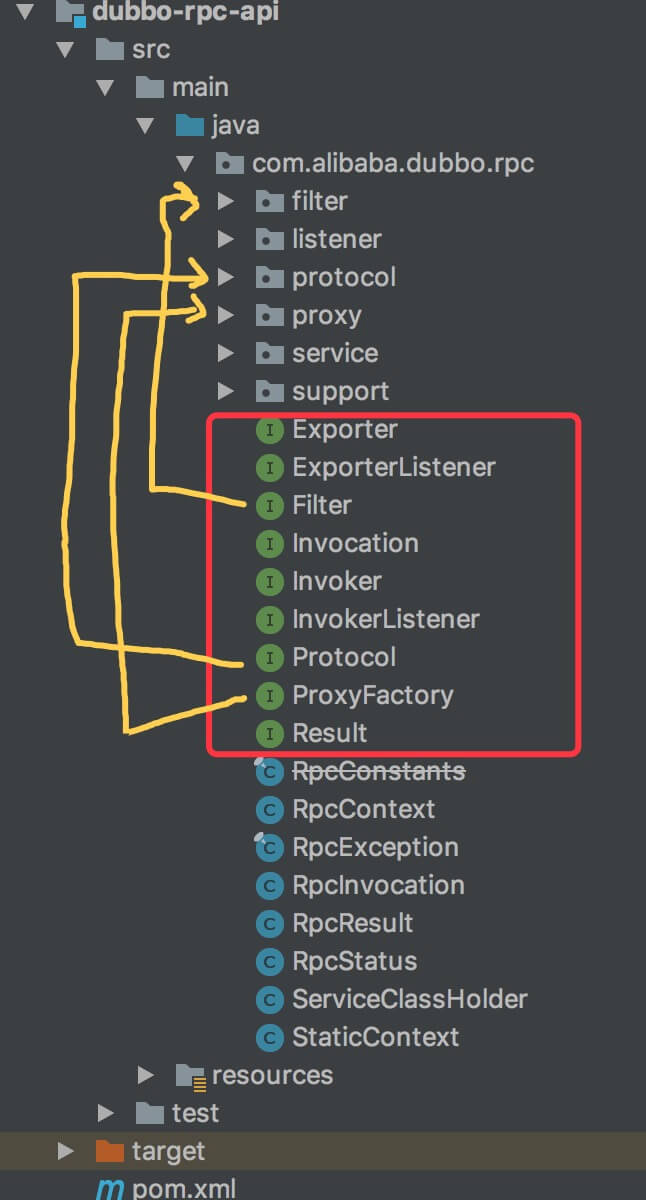 dubbo-rpc-api
src
main
java
com.alibaba.dubbo.rpc
filter
listener
protocol
proxy
service
support
I Exporter
I ExporterListener
I Filter
I Invocation
I Invoker
I InvokerListener
I Protocol
I ProxyFactory
I Result
C RpcConstants
C RpcContext
C RpcException
C RpcInvocation
C RpcResult
C RpcStatus
C ServiceClassHolder
C StaticContext
resources
test
target
m pom.xml